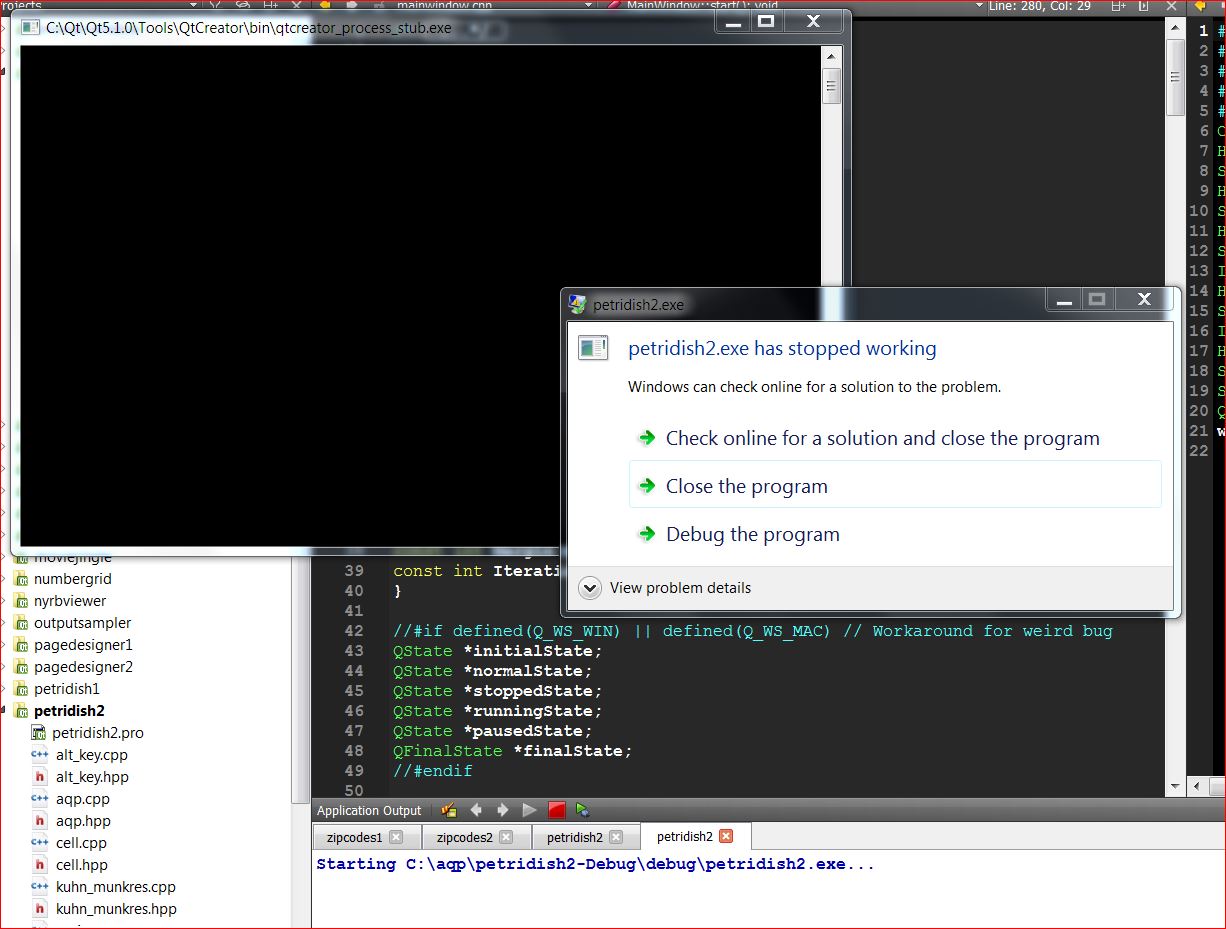 rojects
mainwindow.cpp
MainWindow::start(): void
Line: 280, Col: 29
C:\Qt\Qt5.1.0\Tools\QtCreator\bin\qtcreator_process_stub.exe
1 #
2 #
3 #
4 #
5 #
6 C
7 H
8 S
9 H
10 S
11 H
12 S
13 I
14 H
15 S
16 I
17 H
18 S
19 S
20 Q
21 w
22
petridish2.exe
petridish2.exe has stopped working
Windows can check online for a solution to the problem.
Check online for a solution and close the program
Close the program
Debug the program
View problem details
moviejingle
numbergrid
nyrbviewer
outputsampler
pagedesigner1
pagedesigner2
petridish1
petridish2
petridish2.pro
alt_key.cpp
alt_key.hpp
aqp.cpp
aqp.hpp
cell.cpp
cell.hpp
kuhn_munkres.cpp
kuhn_munkres.hpp
39 const int Iterati
40 }
41
42 //#if defined(Q_WS_WIN) || defined(Q_WS_MAC) // Workaround for weird bug
43 QState *initialState;
44 QState *normalState;
45 QState *stoppedState;
46 QState *runningState;
47 QState *pausedState;
48 QFinalState *finalState;
49 //#endif
50
Application Output
zipcodes1
zipcodes2
petridish2
petridish2
Starting C:\aqp\petridish2-Debug\debug\petridish2.exe...